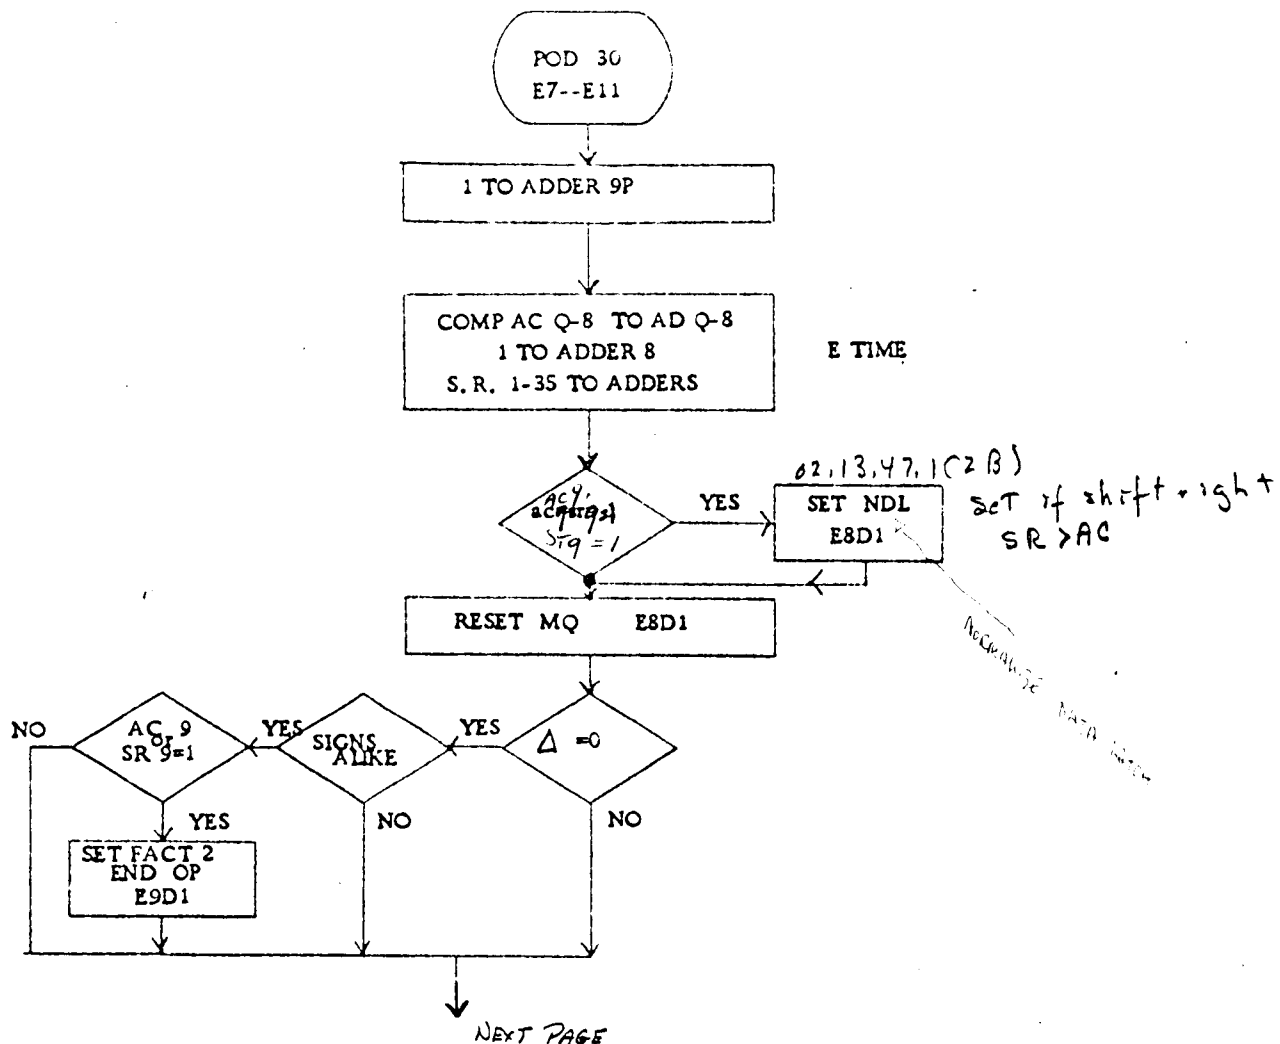 POD 30
E7--E11
1 TO ADDER 9P
COMP AC Q-8 TO AD Q-8
1 TO ADDER 8
S.R. 1-35 TO ADDERS
E TIME
02,13,47,1(2B)
YES
SET NDL
E8D1
SET if shift right
SR >AC
RESET MQ E8D1
NO
AC or 9
SR 9=1
YES
SIGNS
ALIKE
YES
Δ =0
YES
NO
NO
SET FACT 2
END OP
E9D1
NEXT PAGE